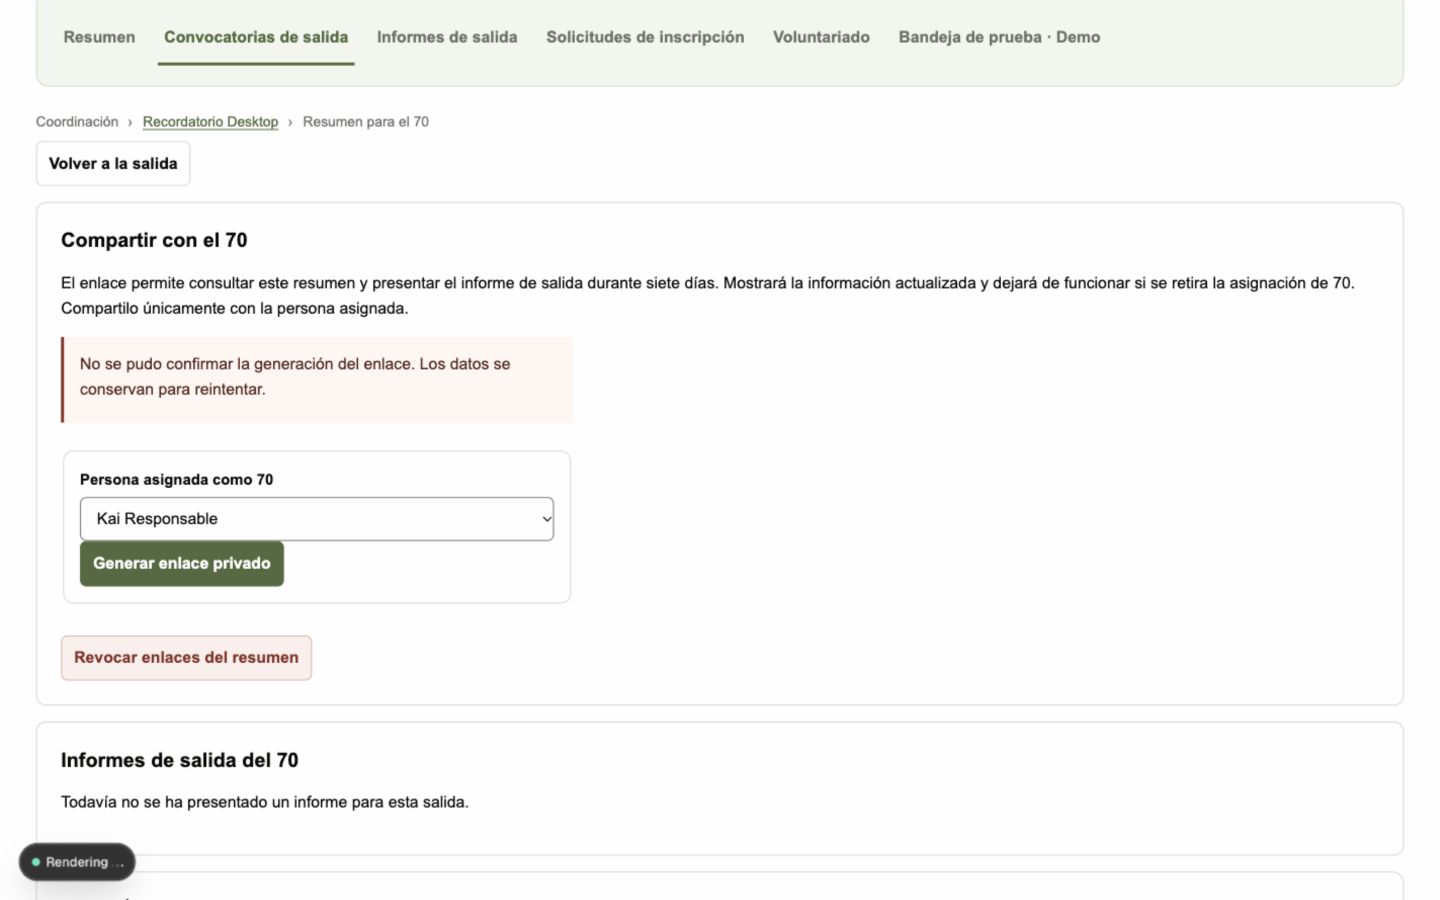 Resumen Convocatorias de salida Informes de salida Solicitudes de inscripción Voluntariado Bandeja de prueba · Demo
Coordinación › Recordatorio Desktop › Resumen para el 70
Volver a la salida
Compartir con el 70
El enlace permite consultar este resumen y presentar el informe de salida durante siete días. Mostrará la información actualizada y dejará de funcionar si se retira la asignación de 70.
Compartilo únicamente con la persona asignada.
No se pudo confirmar la generación del enlace. Los datos se
conservan para reintentar.
Persona asignada como 70
Kai Responsable
Generar enlace privado
Revocar enlaces del resumen
Informes de salida del 70
Todavía no se ha presentado un informe para esta salida.
Rendering ...